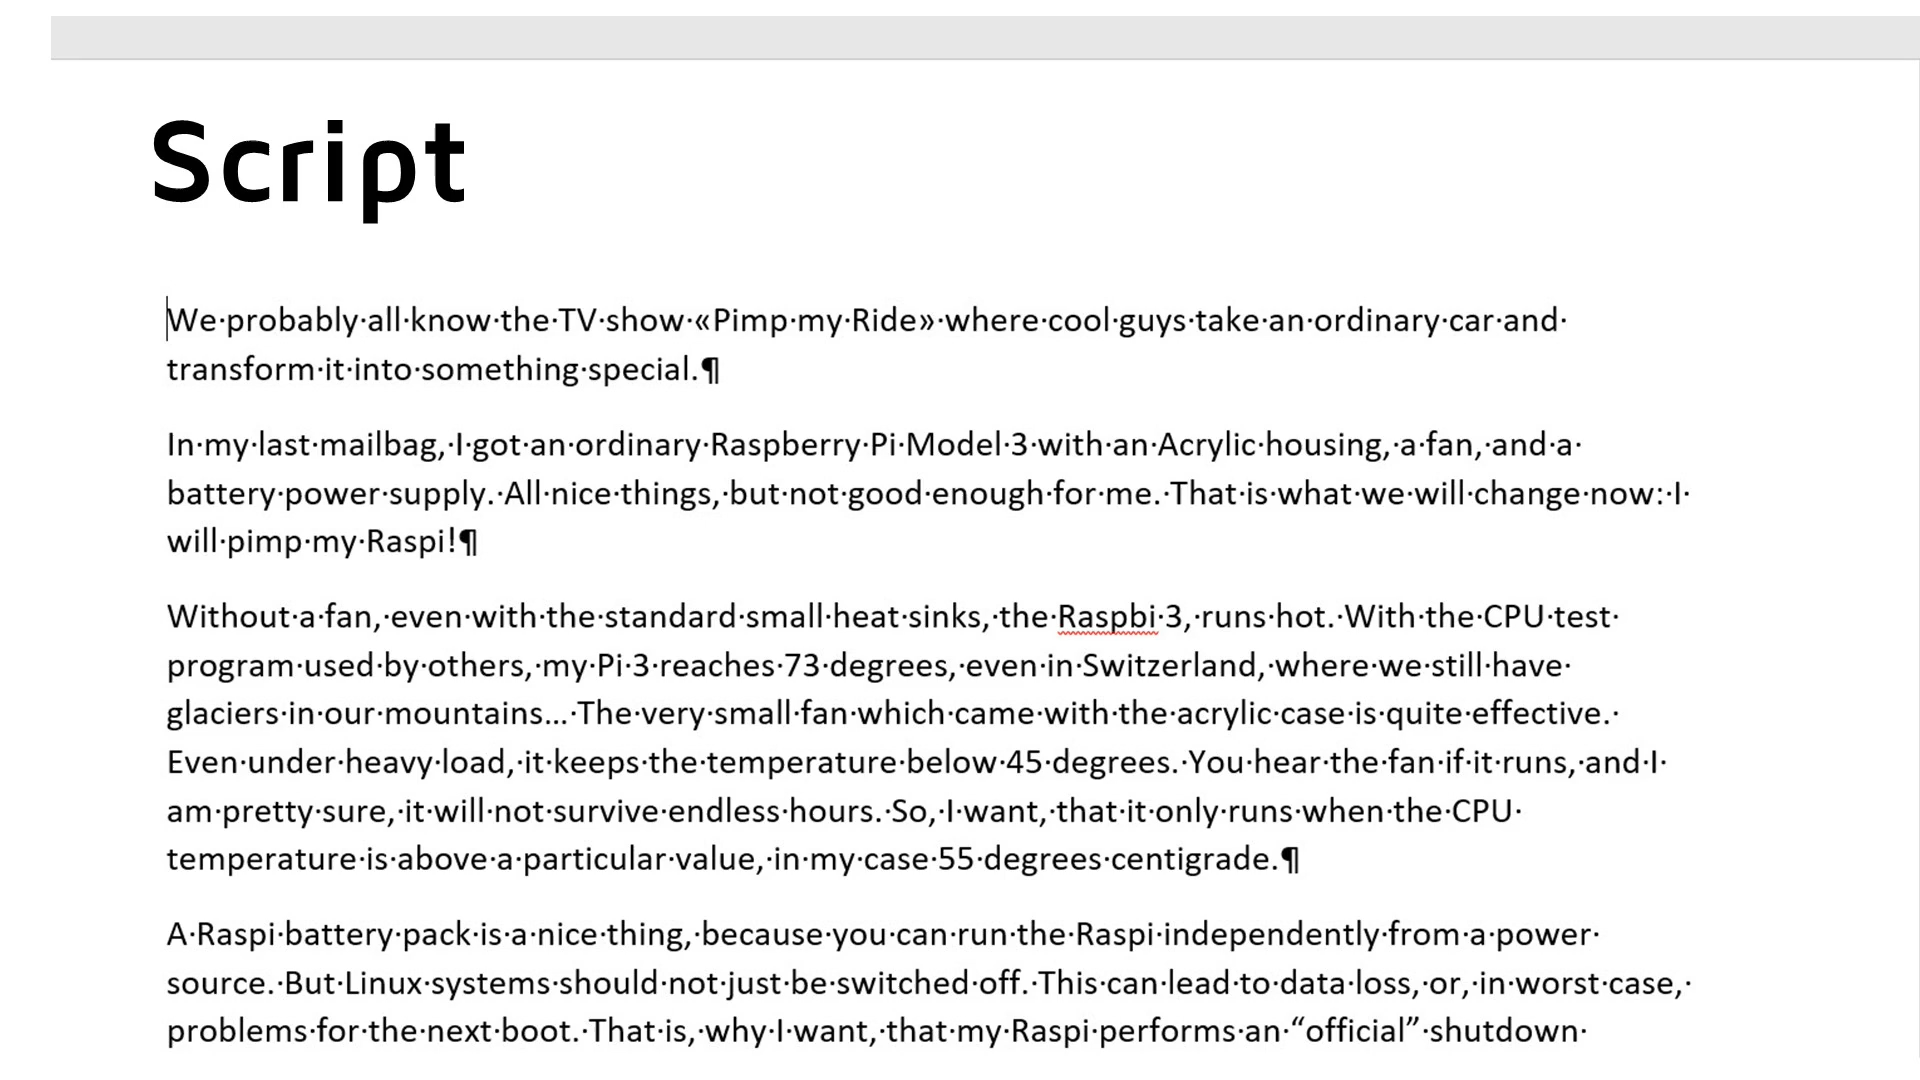 Script
We probably all know the TV show «Pimp my Ride» where cool guys take an ordinary car and
transform it into something special.¶
In my last mailbag, I got an ordinary Raspberry Pi Model 3 with an Acrylic housing, a fan, and a
battery power supply. All nice things, but not good enough for me. That is what we will change now: I
will pimp my Raspi!¶
Without a fan, even with the standard small heat sinks, the Raspbi 3, runs hot. With the CPU test
program used by others, my Pi 3 reaches 73 degrees, even in Switzerland, where we still have
glaciers in our mountains… The very small fan which came with the acrylic case is quite effective.
Even under heavy load, it keeps the temperature below 45 degrees. You hear the fan if it runs, and I
am pretty sure, it will not survive endless hours. So, I want, that it only runs when the CPU
temperature is above a particular value, in my case 55 degrees centigrade.¶
A Raspi battery pack is a nice thing, because you can run the Raspi independently from a power
source. But Linux systems should not just be switched off. This can lead to data loss, or, in worst case,
problems for the next boot. That is, why I want, that my Raspi performs an “official” shutdown